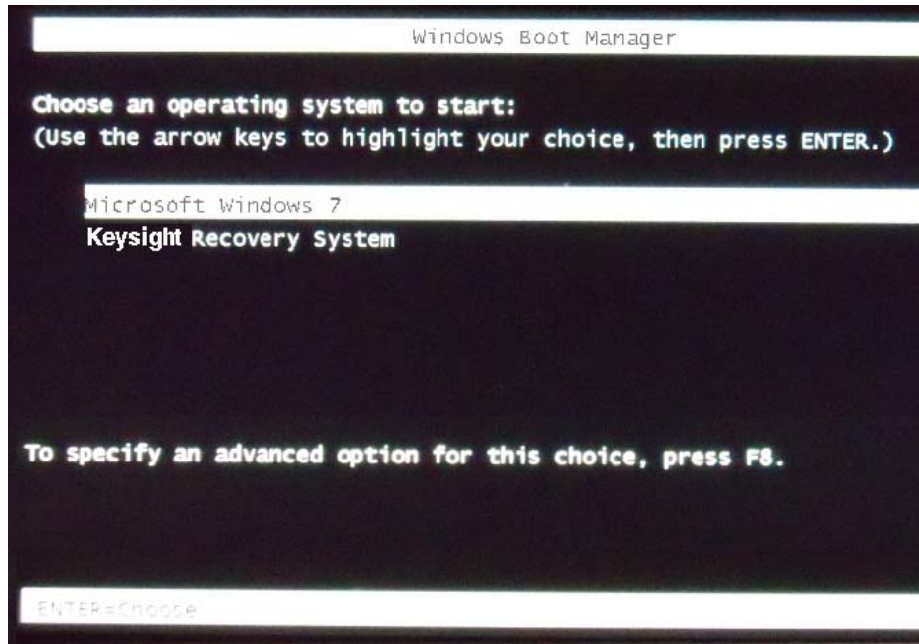 Windows Boot Manager
Choose an operating system to start:
(Use the arrow keys to highlight your choice, then press ENTER.)
Microsoft Windows 7
Keysight Recovery System
To specify an advanced option for this choice, press F8.
ENTER=Choose